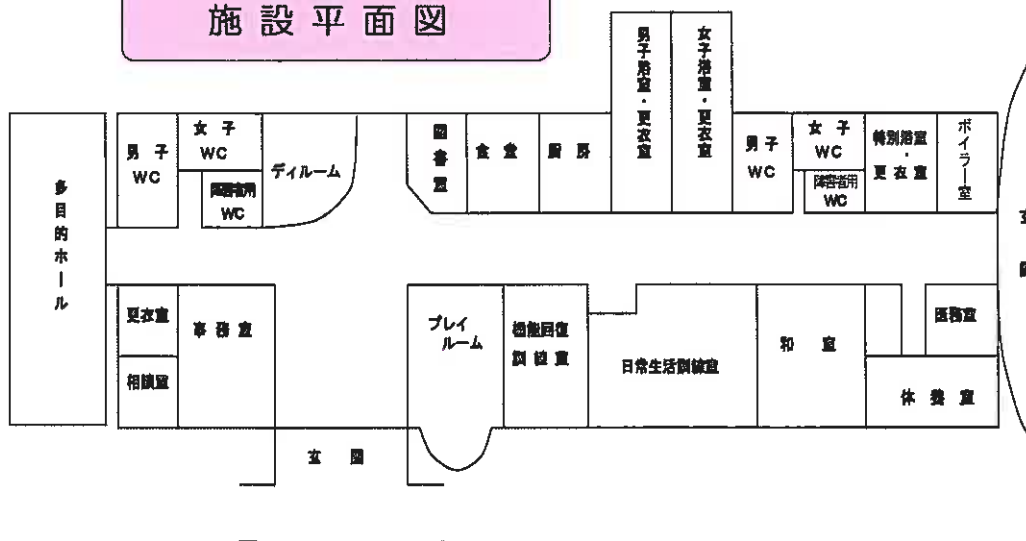 施設平面図
男子浴室・更衣室
女子浴室・更衣室
多目的ホール
男子
WC
女子
WC
障害者用
WC
ディルーム
図書室
食堂
厨房
男子
WC
女子
WC
障害者用
WC
特別浴室
・
更衣室
ボイラー室
玄
関
更衣室
相談室
事務室
プレイ
ルーム
機能回復
訓練室
日常生活訓練室
和室
医務室
休養室
玄関